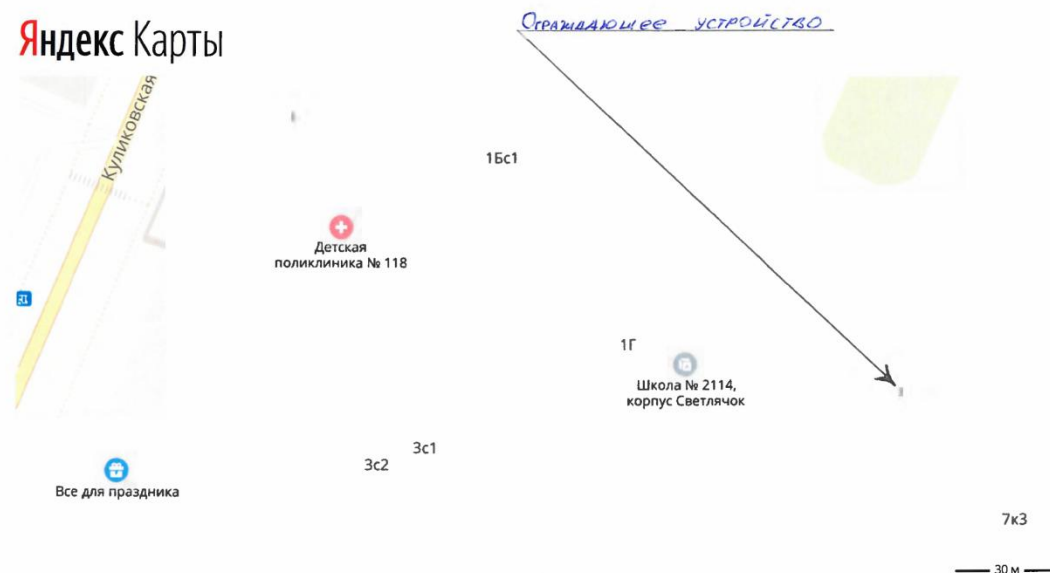 Ограждающее устройство
Яндекс Карты
Куликовская
1Бс1
Детская
поликлиника № 118
1Г
Школа № 2114,
корпус Светлячок
3с1
3с2
Все для праздника
7к3
30 м